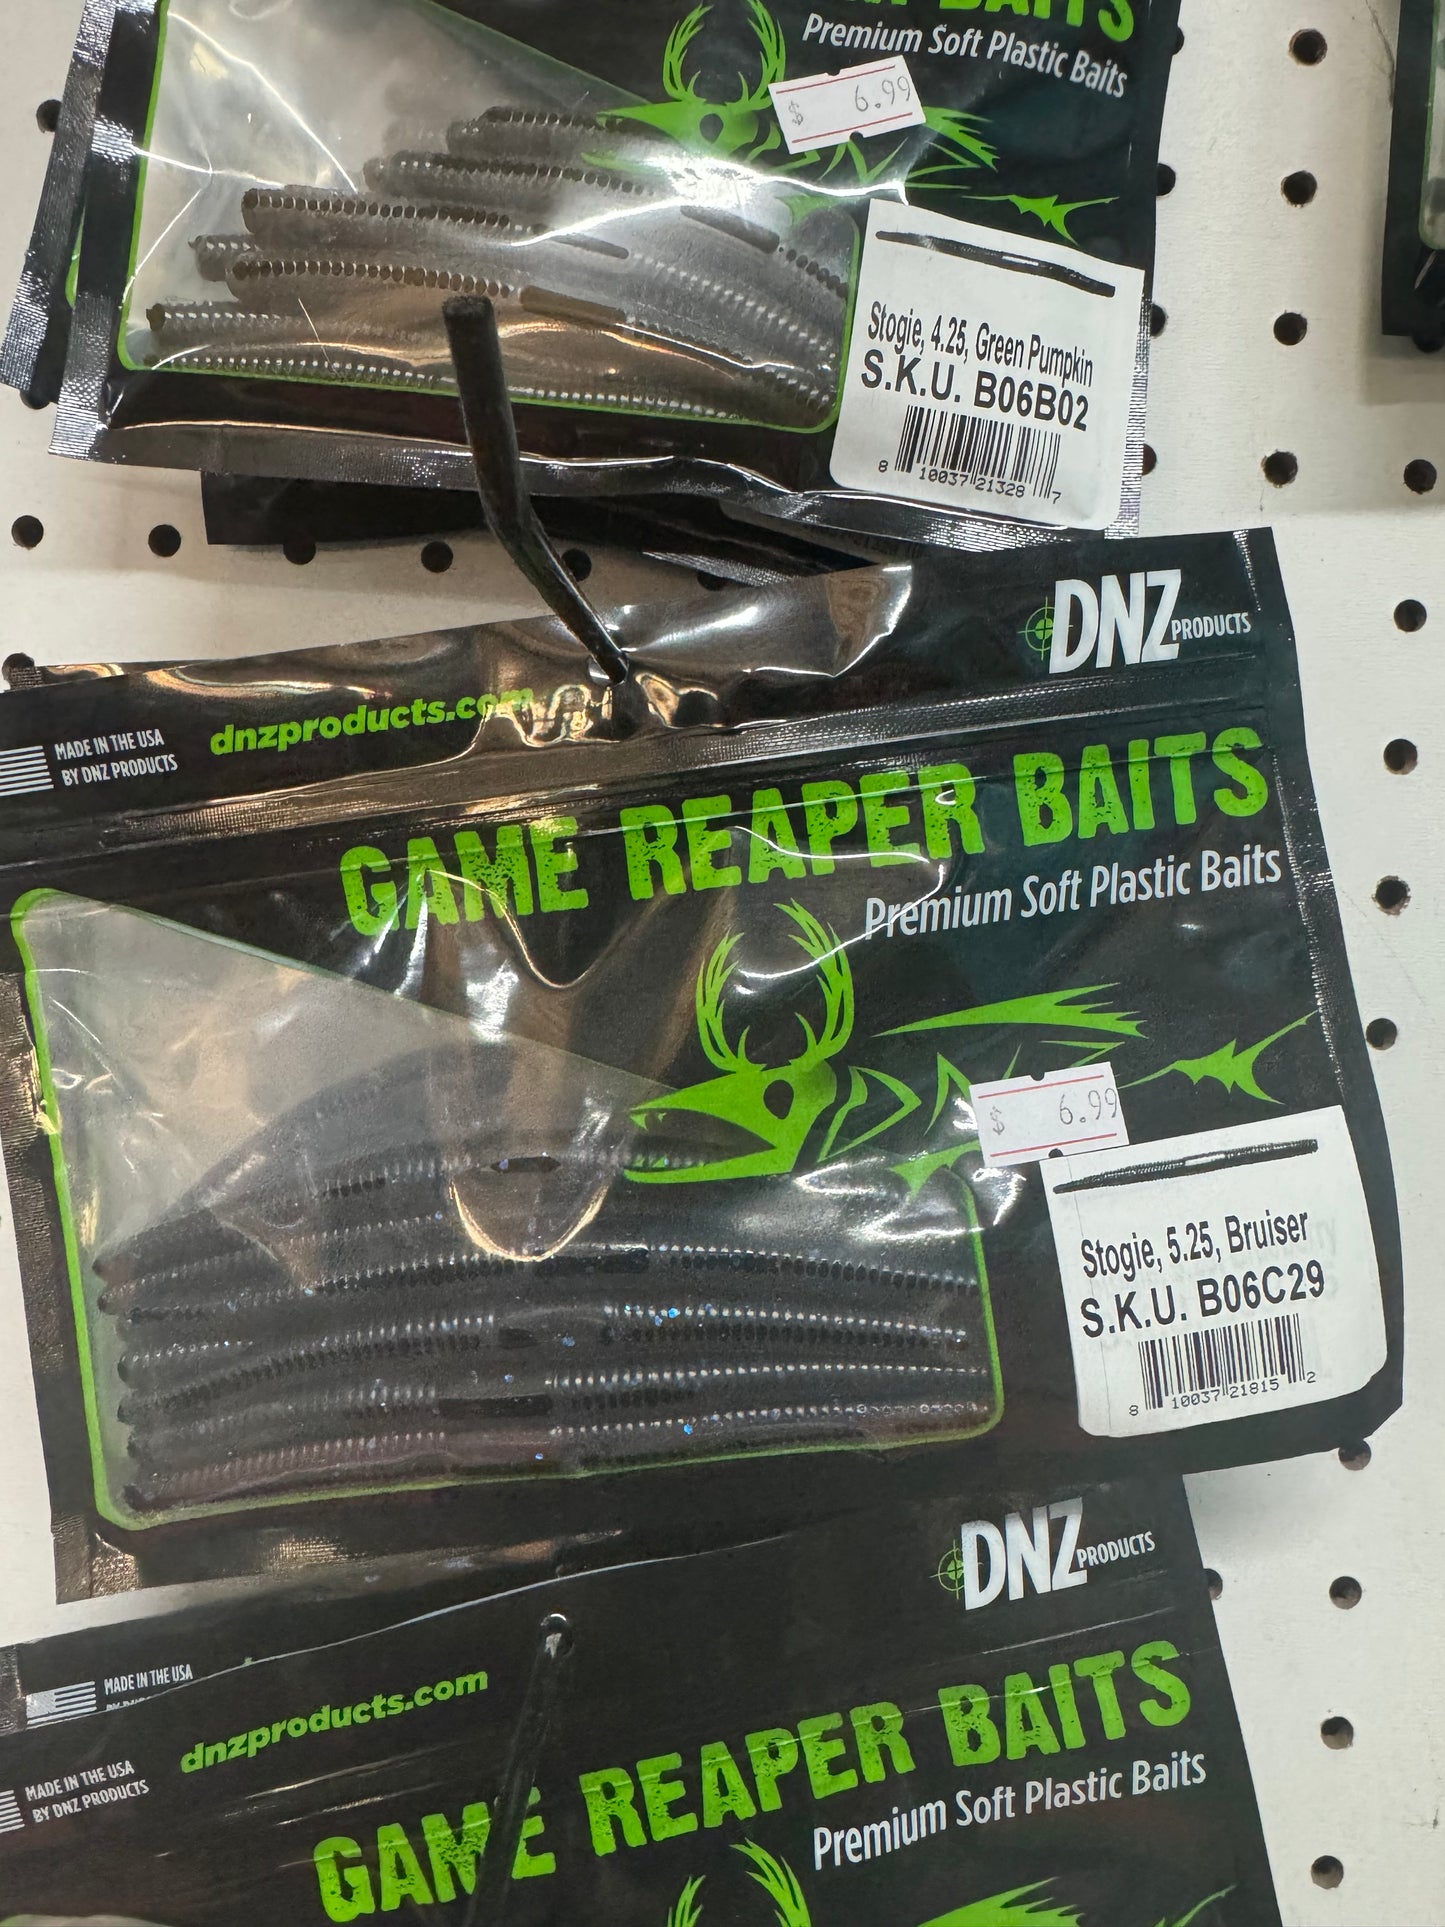 BAITS
Premium Soft Plastic Baits
$ 6.99
Stogie, 4.25, Green Pumpkin
S.K.U. B06B02
8 10037 21328 7
DNZ PRODUCTS
MADE IN THE USA
BY DNZ PRODUCTS
dnzproducts.com
GAME REAPER BAITS
Premium Soft Plastic Baits
$ 6.99
Stogie, 5.25, Bruiser
S.K.U. B06C29
8 10037 21815 2
DNZ PRODUCTS
MADE IN THE USA
MADE IN THE USA
BY DNZ PRODUCTS
dnzproducts.com
GAME REAPER BAITS
Premium Soft Plastic Baits